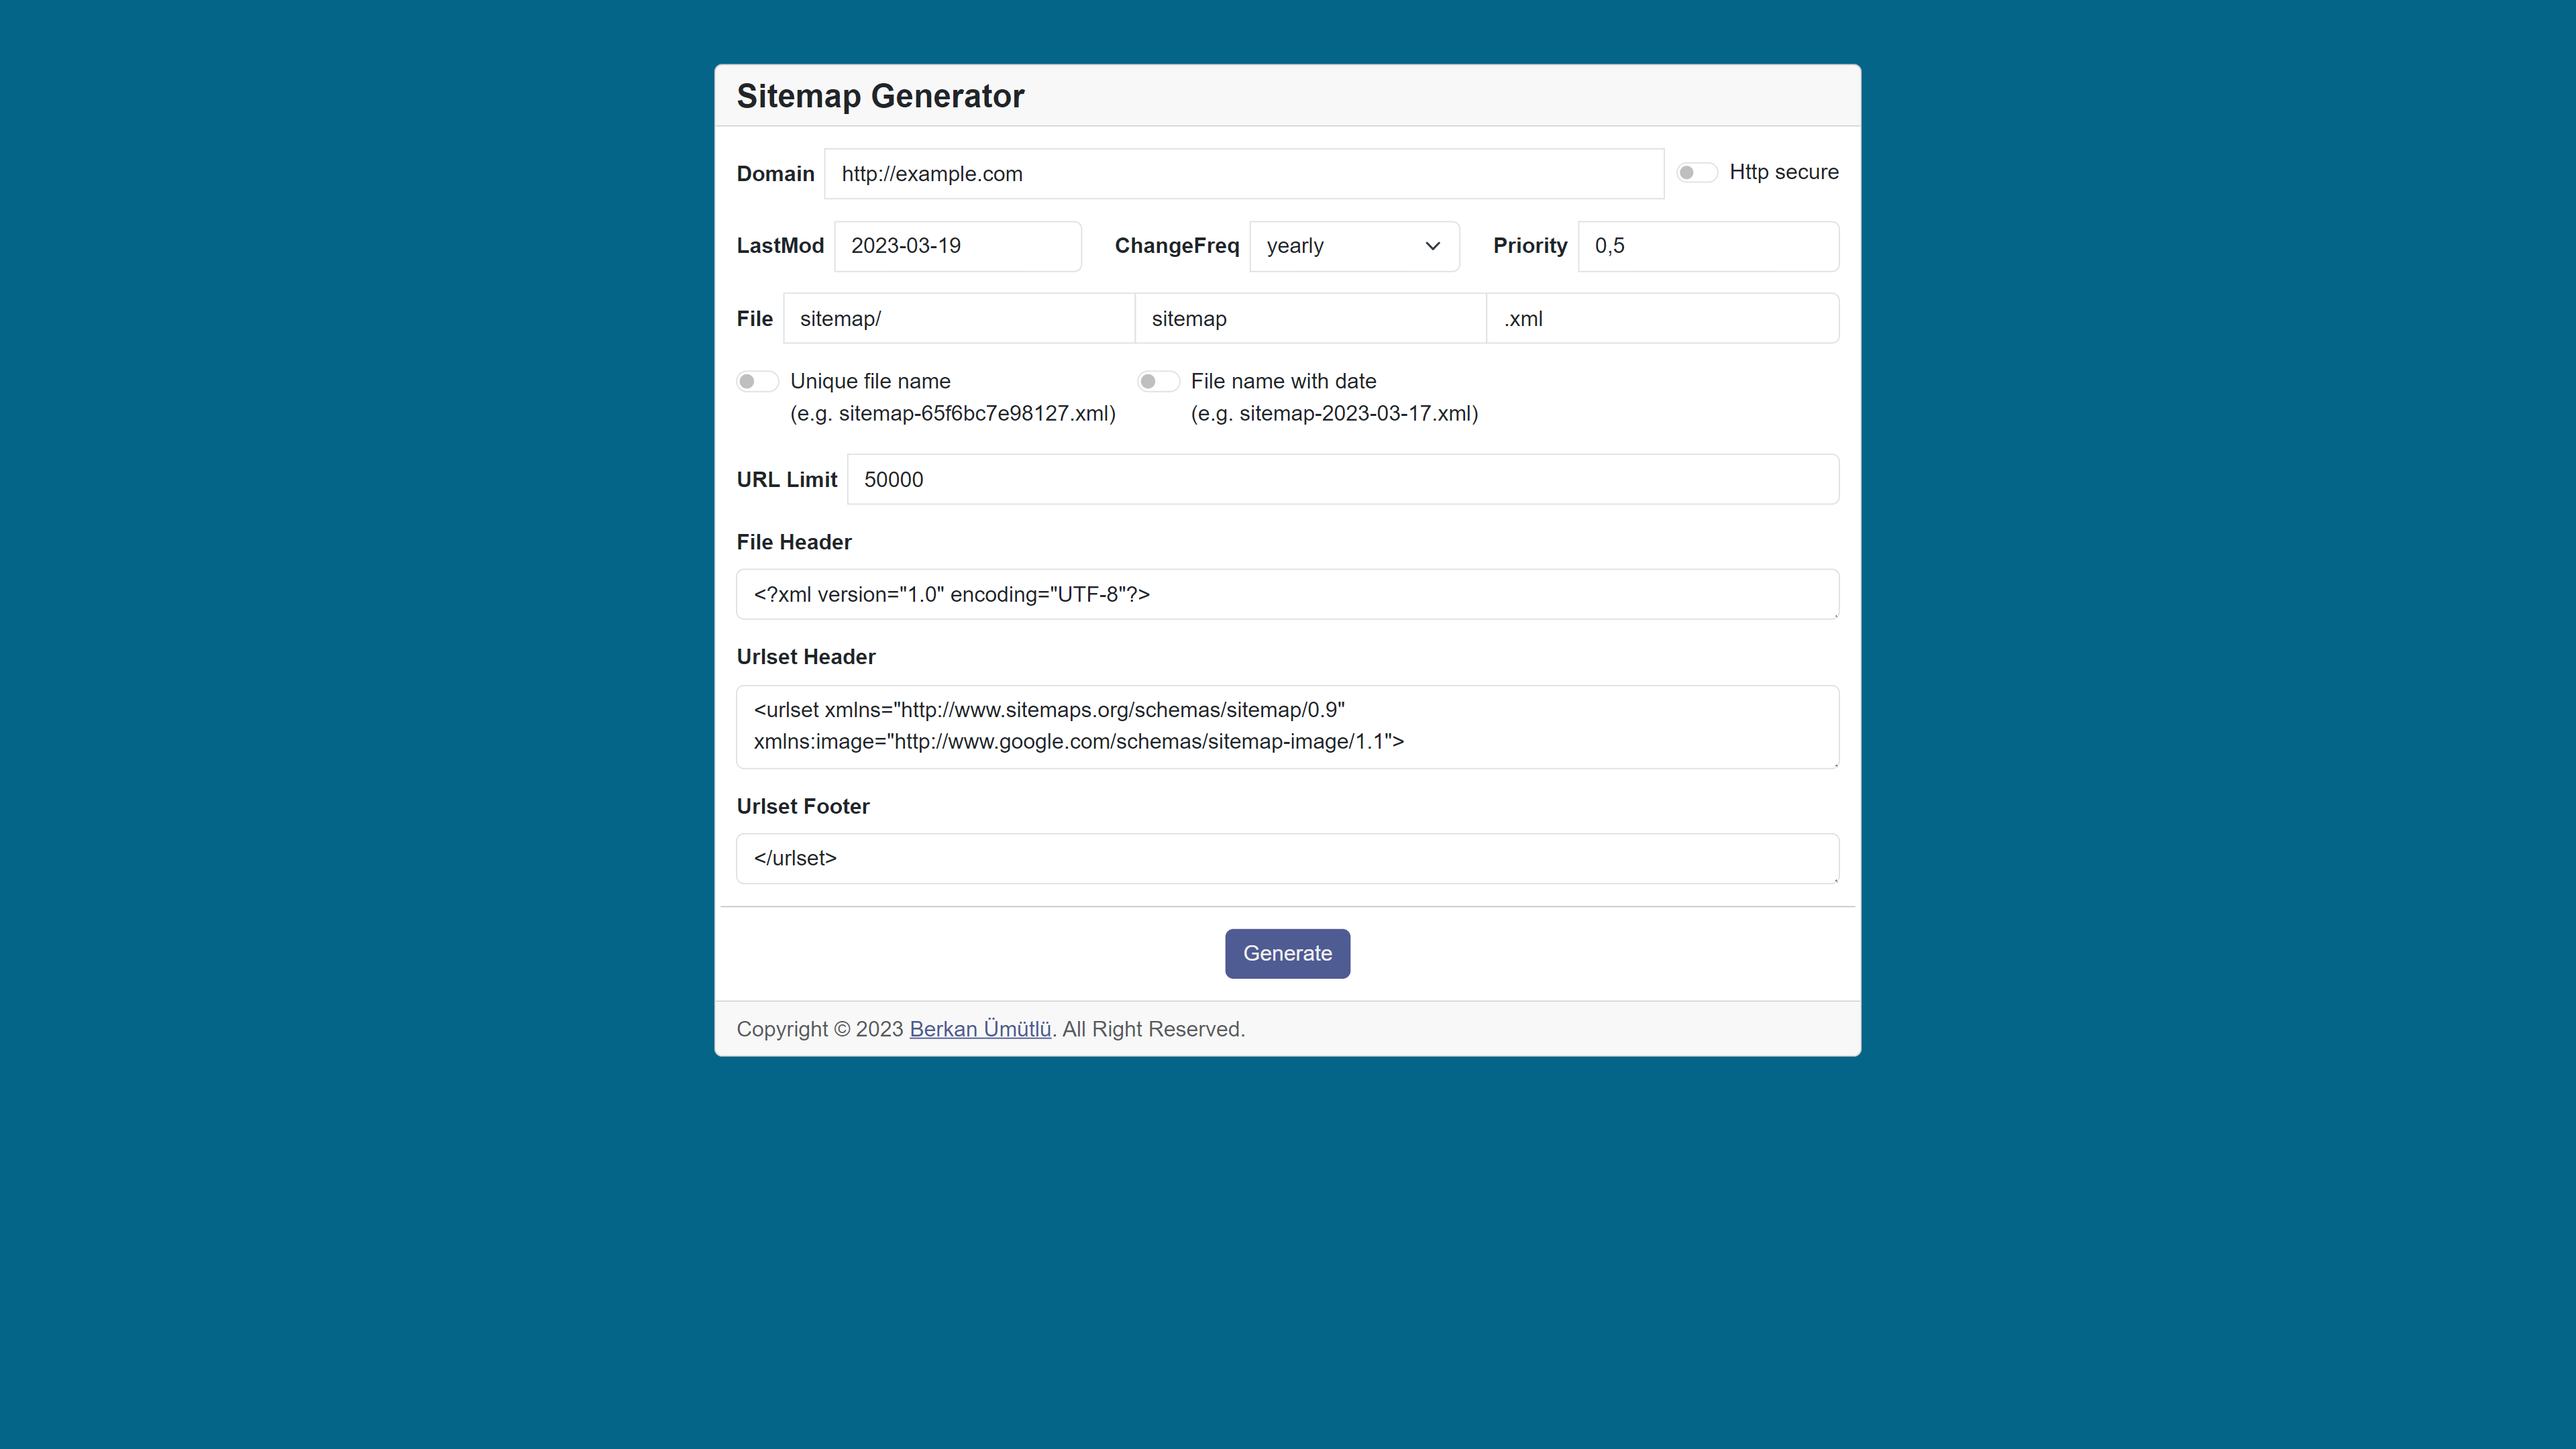 Sitemap Generator
Domain http://example.com Http secure
LastMod 2023-03-19 ChangeFreq yearly Priority 0,5
File sitemap/ sitemap .xml
Unique file name File name with date
(e.g. sitemap-65f6bc7e98127.xml) (e.g. sitemap-2023-03-17.xml)
URL Limit 50000
File Header
<?xml version="1.0" encoding="UTF-8"?>
Urlset Header
<urlset xmlns="http://www.sitemaps.org/schemas/sitemap/0.9"
xmlns:image="http://www.google.com/schemas/sitemap-image/1.1">
Urlset Footer
</urlset>
Generate
Copyright © 2023 Berkan Ümütlü. All Right Reserved.